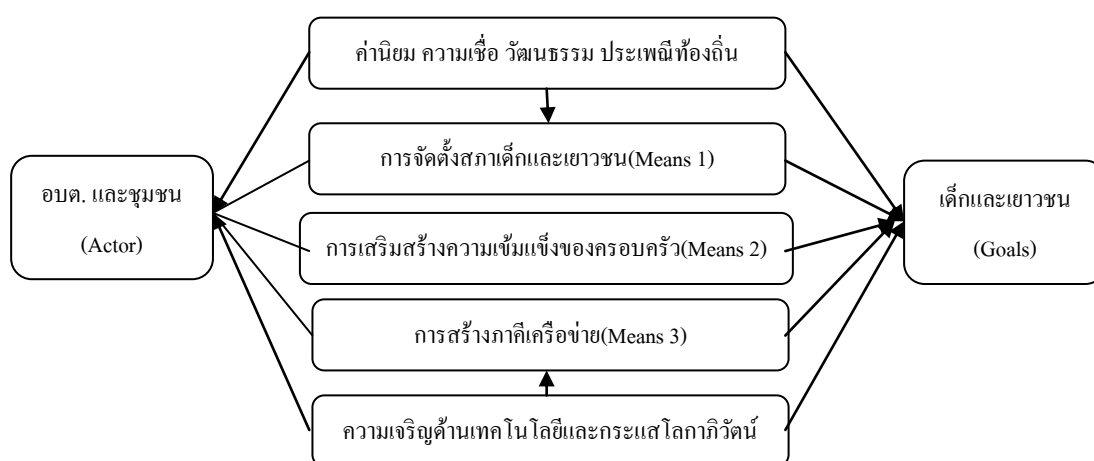 ค่านิยม ความเชื่อ วัฒนธรรม ประเพณีท้องถิ่น
การจัดตั้งสภาเด็กและเยาวชน(Means 1)
อบต. และชุมชน
(Actor)
เด็กและเยาวชน
(Goals)
การเสริมสร้างความเข้มแข็งของครอบครัว(Means 2)
การสร้างภาคีเครือข่าย(Means 3)
ความเจริญด้านเทคโนโลยีและกระแสโลกาภิวัตน์